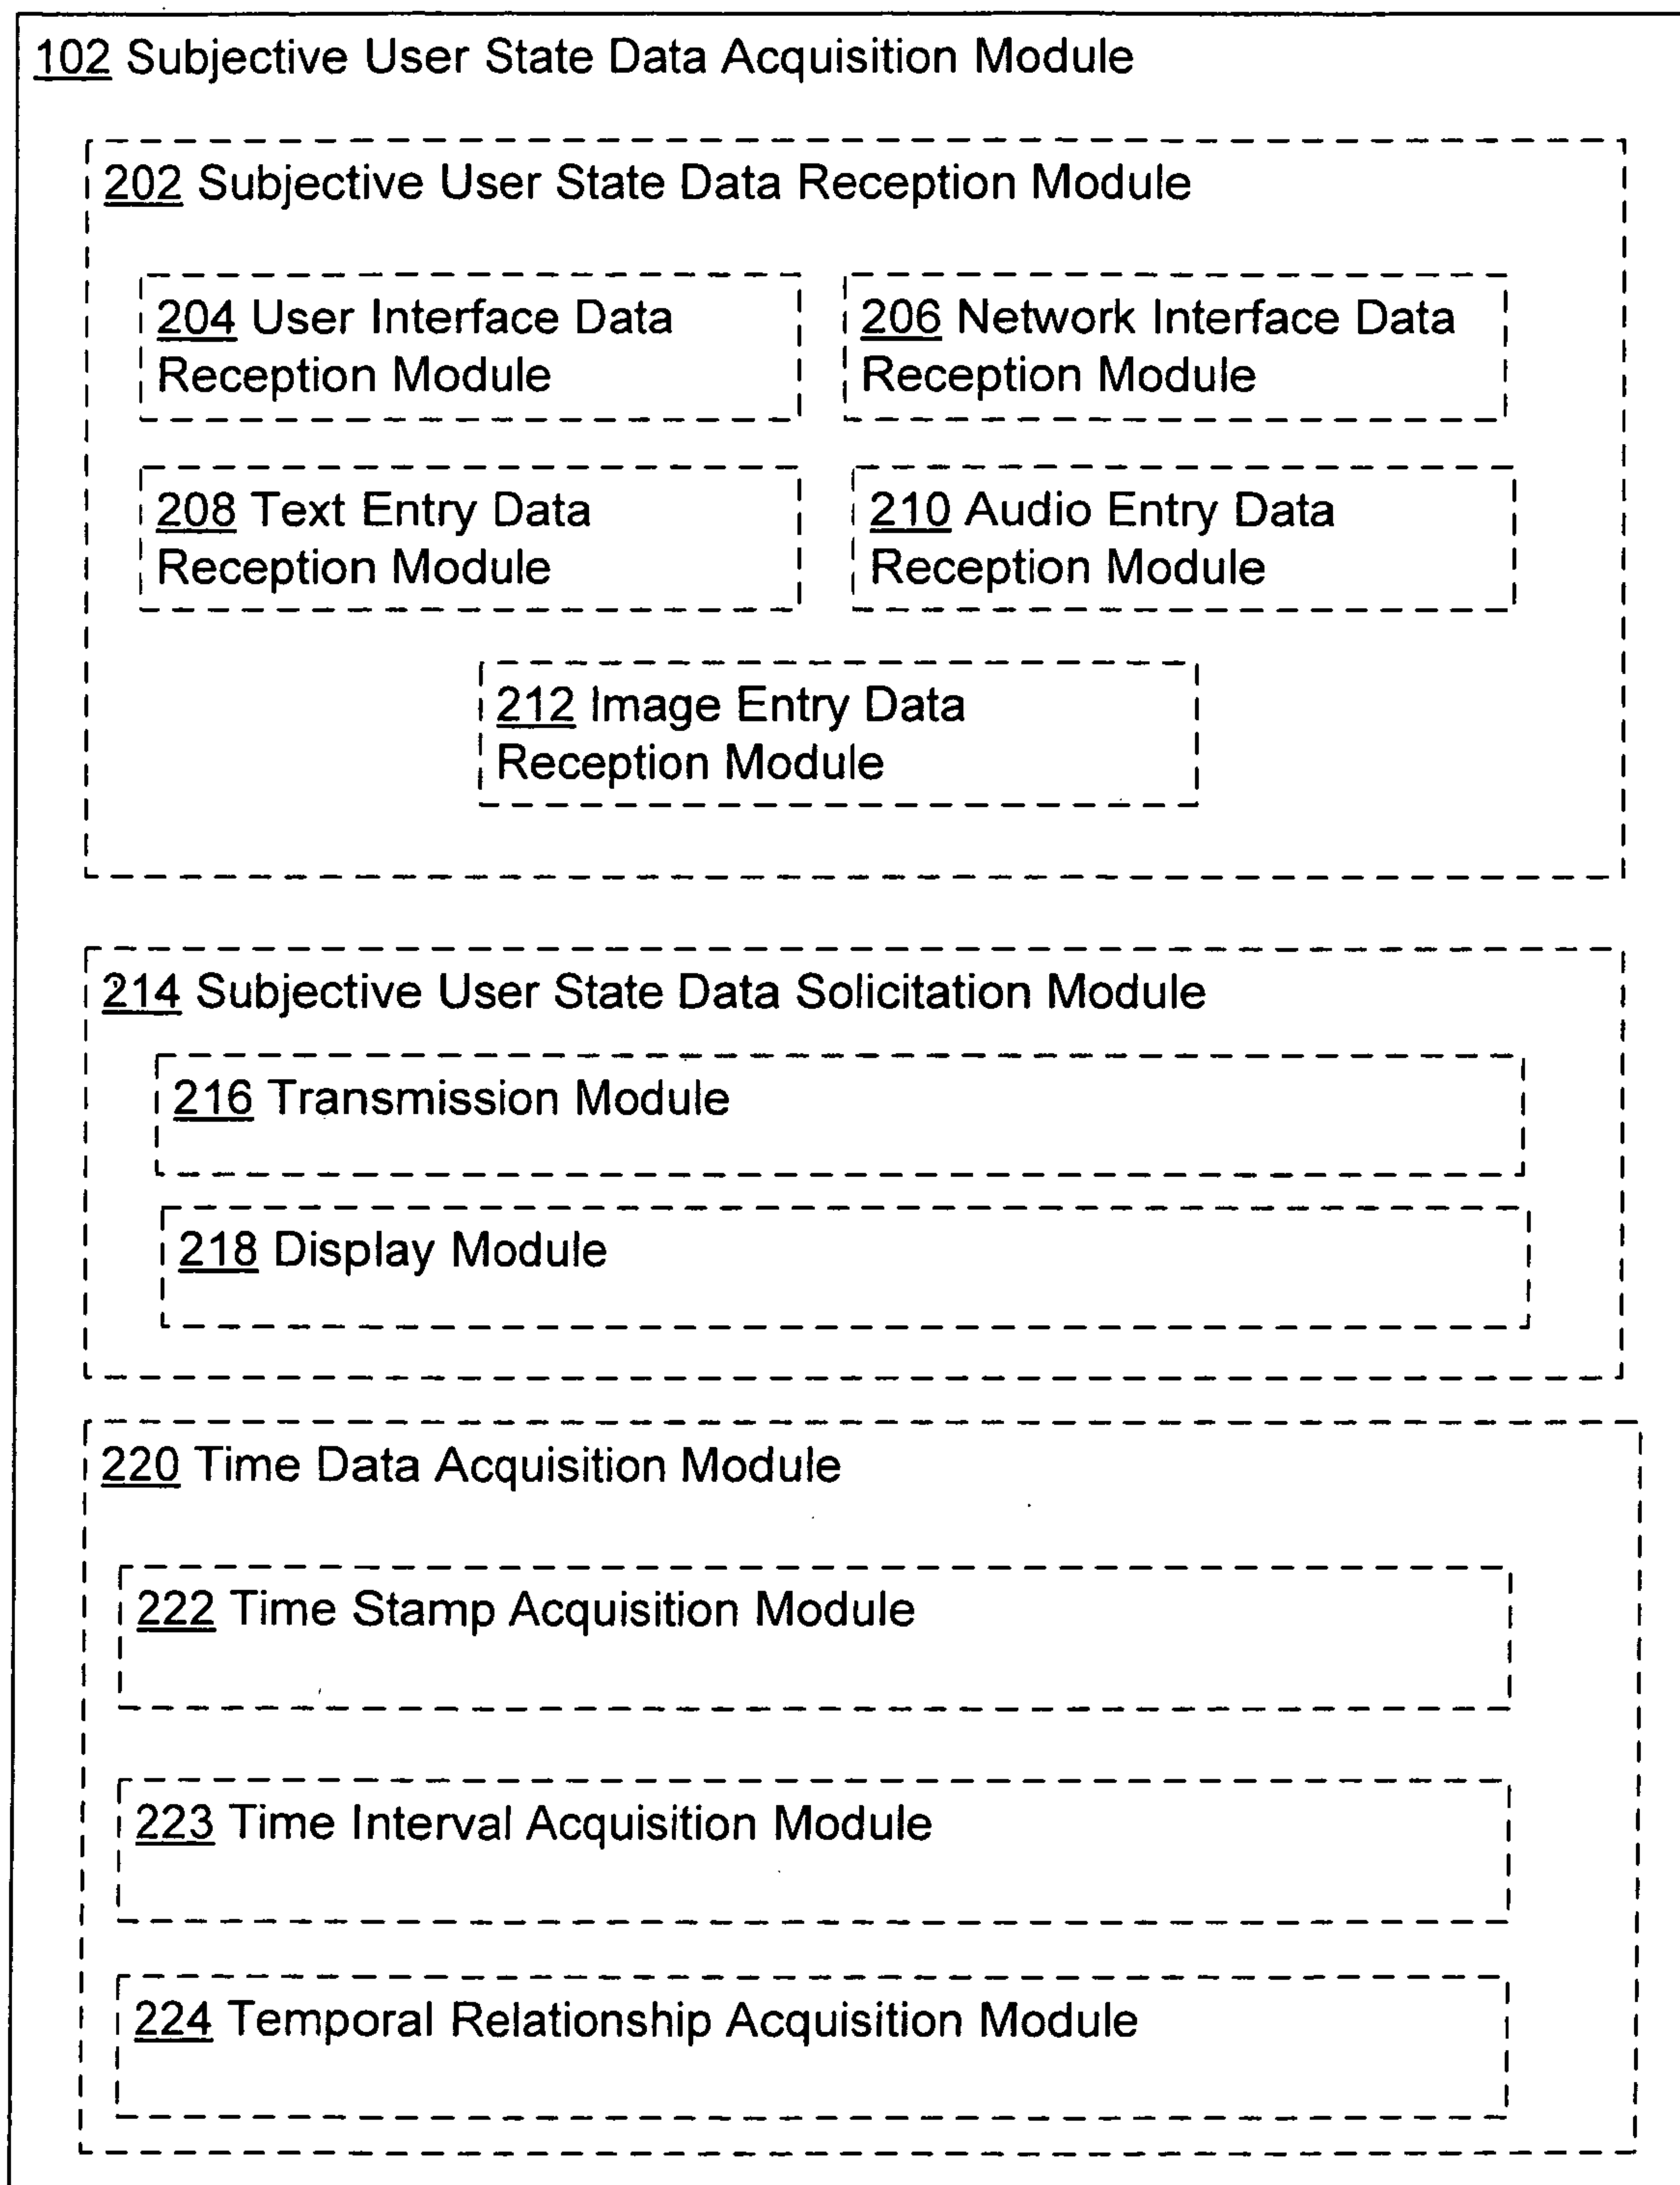 102 Subjective User State Data Acquisition Module
202 Subjective User State Data Reception Module
204 User Interface Data
Reception Module
206 Network Interface Data
Reception Module
208 Text Entry Data
Reception Module
210 Audio Entry Data
Reception Module
212 Image Entry Data
Reception Module
214 Subjective User State Data Solicitation Module
216 Transmission Module
218 Display Module
220 Time Data Acquisition Module
222 Time Stamp Acquisition Module
223 Time Interval Acquisition Module
224 Temporal Relationship Acquisition Module